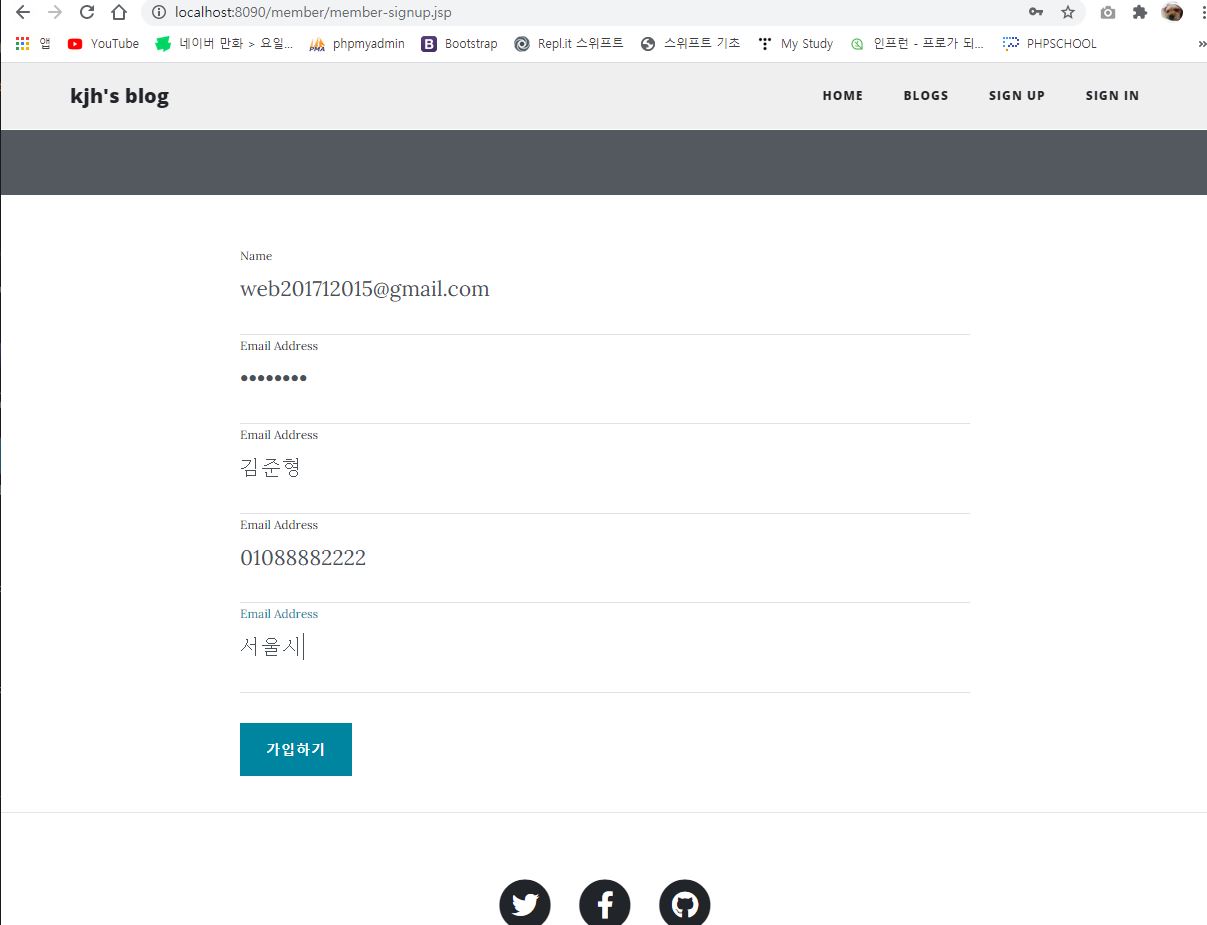 localhost:8090/member/member-signup.jsp
앱 YouTube 네이버 만화 > 요일... phpmyadmin Bootstrap Repl.it 스위프트 스위프트 기초 My Study 인프런 - 프로가 되... PHPSCHOOL »
kjh's blog HOME BLOGS SIGN UP SIGN IN
Name
web201712015@gmail.com
Email Address
••••••••
Email Address
김준형
Email Address
01088882222
Email Address
서울시
가입하기